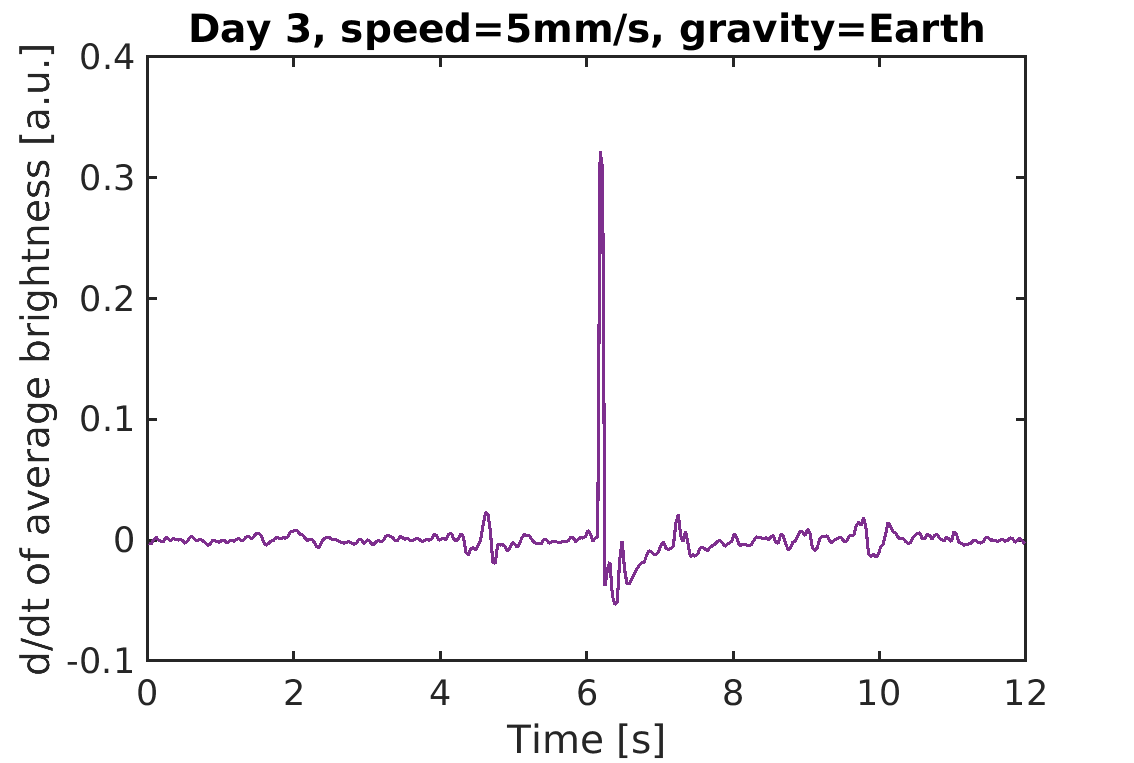 Day 3, speed=5mm/s, gravity=Earth
d/dt of average brightness [a.u.]
0.4
0.3
0.2
0.1
0
-0.1
0 2 4 6 8 10 12
Time [s]